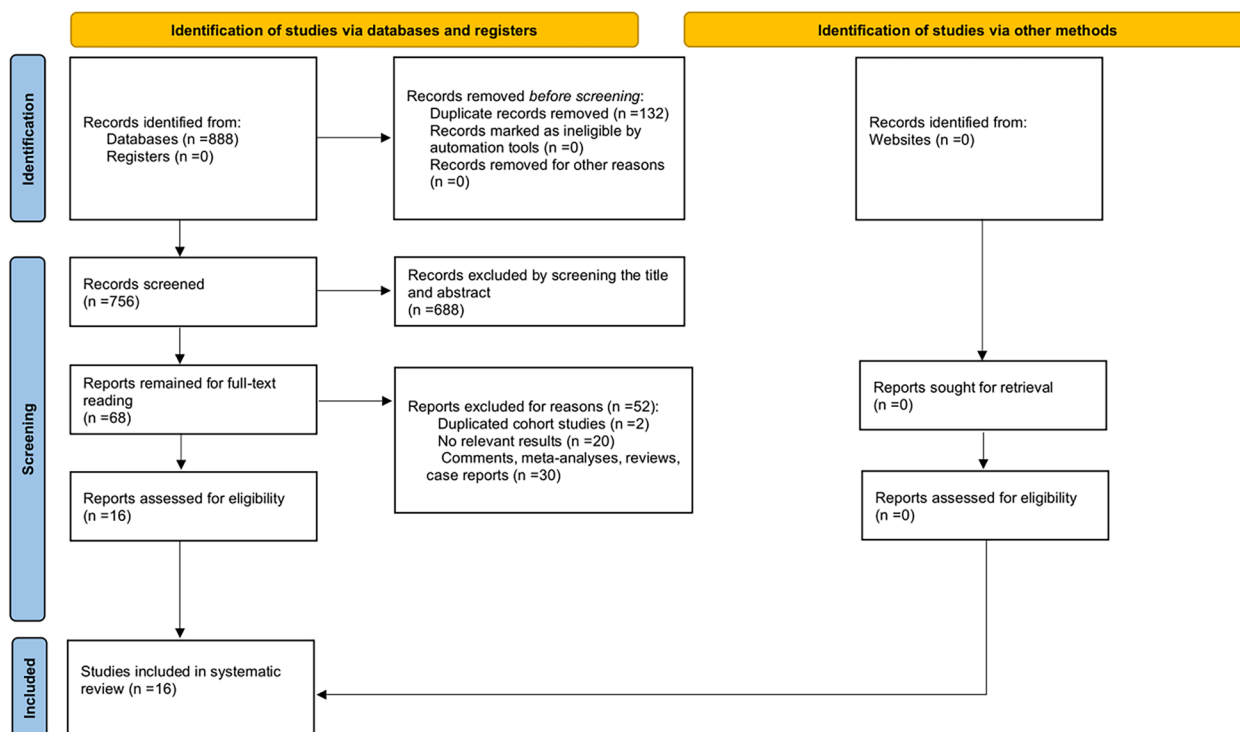 Identification of studies via databases and registers
Identification of studies via other methods
Identification
Records identified from:
Databases (n =888)
Registers (n =0)
Records removed before screening:
Duplicate records removed (n =132)
Records marked as ineligible by
automation tools (n =0)
Records removed for other reasons
(n =0)
Records identified from:
Websites (n =0)
Screening
Records screened
(n =756)
Records excluded by screening the title
and abstract
(n =688)
Reports remained for full-text
reading
(n =68)
Reports excluded for reasons (n =52):
Duplicated cohort studies (n =2)
No relevant results (n =20)
Comments, meta-analyses, reviews,
case reports (n =30)
Reports sought for retrieval
(n =0)
Reports assessed for eligibility
(n =16)
Reports assessed for eligibility
(n =0)
Included
Studies included in systematic
review (n =16)